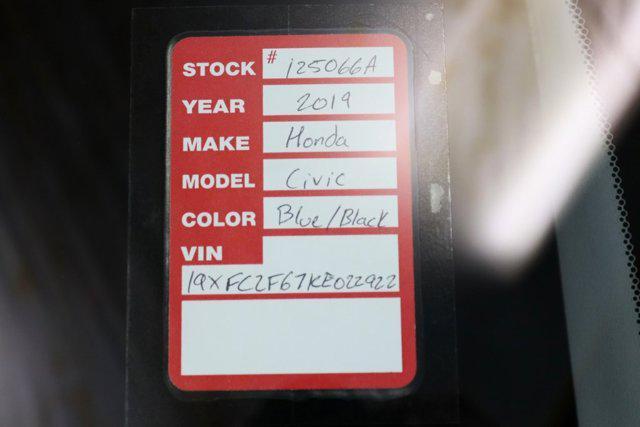 STOCK # 125066A
YEAR 2019
MAKE Honda
MODEL Civic
COLOR Blue/Black
VIN
19XFC2F67KE022922